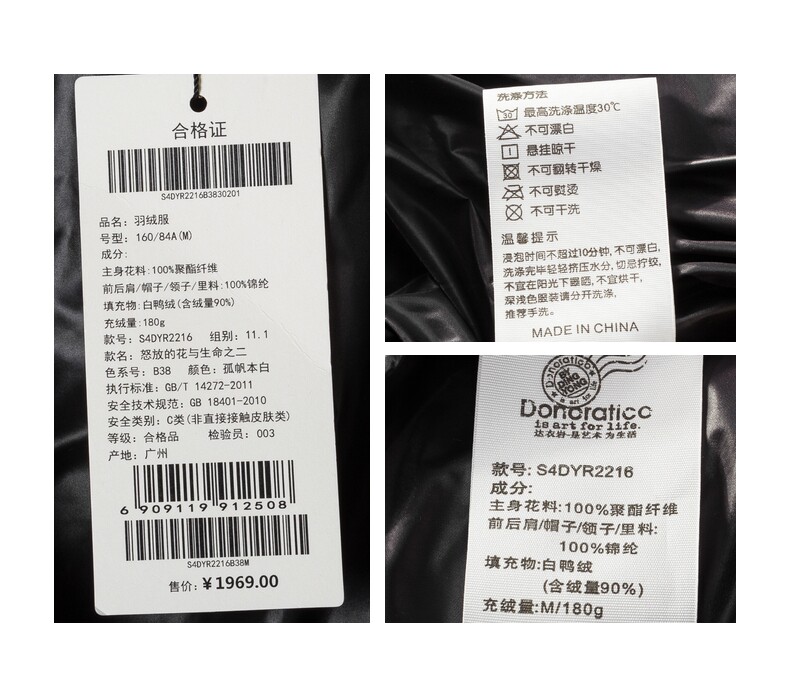 合格证
S4DYR2216B3830201
品名：羽绒服
号型：160/84A(M)
成分：
主身花料:100%聚酯纤维
前后肩/帽子/领子/里料:100%锦纶
填充物:白鸭绒(含绒量90%)
充绒量:180g
款号：S4DYR2216 组别：11.1
款名：怒放的花与生命之二
色系号：B38 颜色：孤帆本白
执行标准：GB/T 14272-2011
安全技术规范：GB 18401-2010
安全类别：C类(非直接接触皮肤类)
等级：合格品 检验员：003
产地：广州
6 909119 912508
S4DYR2216B38M
售价：¥1969.00
洗涤方法
30 最高洗涤温度30℃
不可漂白
悬挂晾干
不可翻转干燥
不可熨烫
不可干洗
温馨提示
浸泡时间不超过10分钟,不可漂白,
洗涤完毕轻轻挤压水分,切忌拧绞,
不宜在阳光下曝晒,不宜烘干,
深浅色服装请分开洗涤,
推荐手洗。
MADE IN CHINA
Doncratico
BY
DING
YONG
is art for life
Doncratico
is art for life.
达衣岩·是艺术 为生活
款号: S4DYR2216
成分:
主身花料:100%聚酯纤维
前后肩/帽子/领子/里料:
100%锦纶
填充物:白鸭绒
(含绒量90%)
充绒量:M/180g